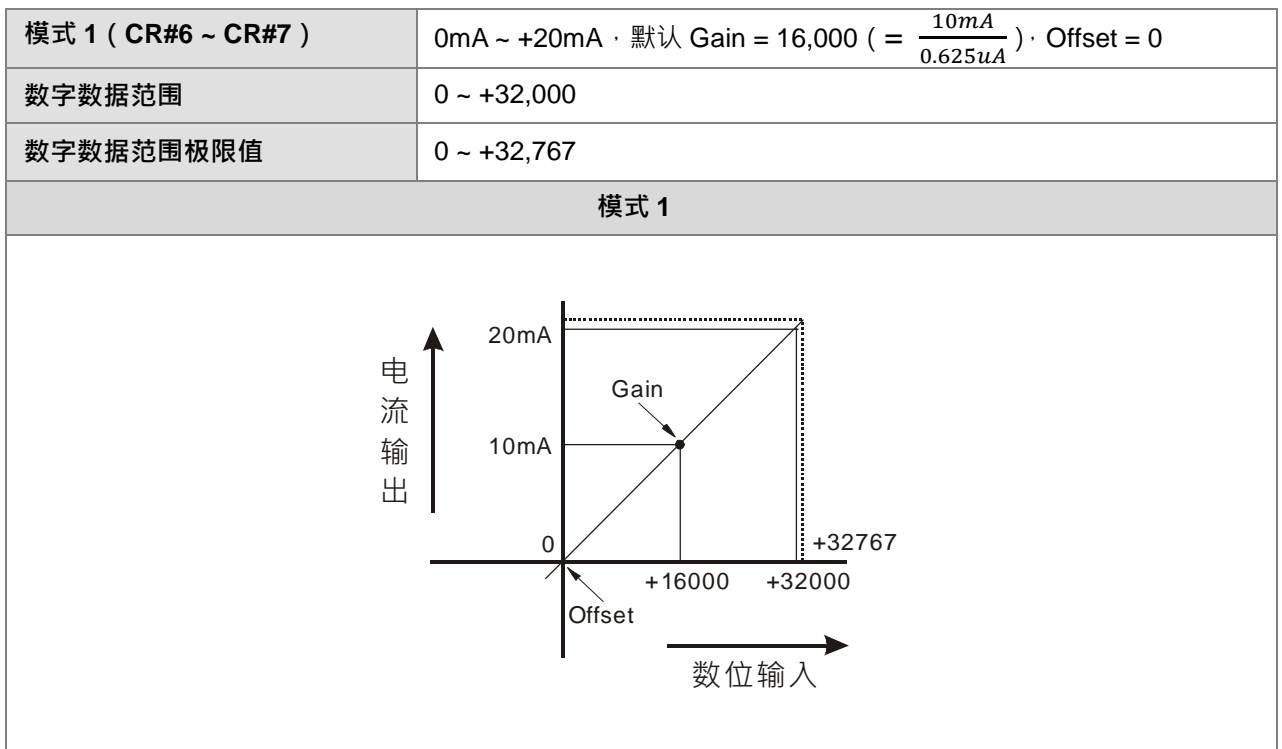 模式 1（CR#6 ~ CR#7）
0mA ~ +20mA，默认 Gain = 16,000 ( = 10mA / 0.625uA )，Offset = 0
数字数据范围
0 ~ +32,000
数字数据范围极限值
0 ~ +32,767
模式 1
电流输出
20mA
Gain
10mA
0
+32767
+16000
+32000
Offset
数位输入